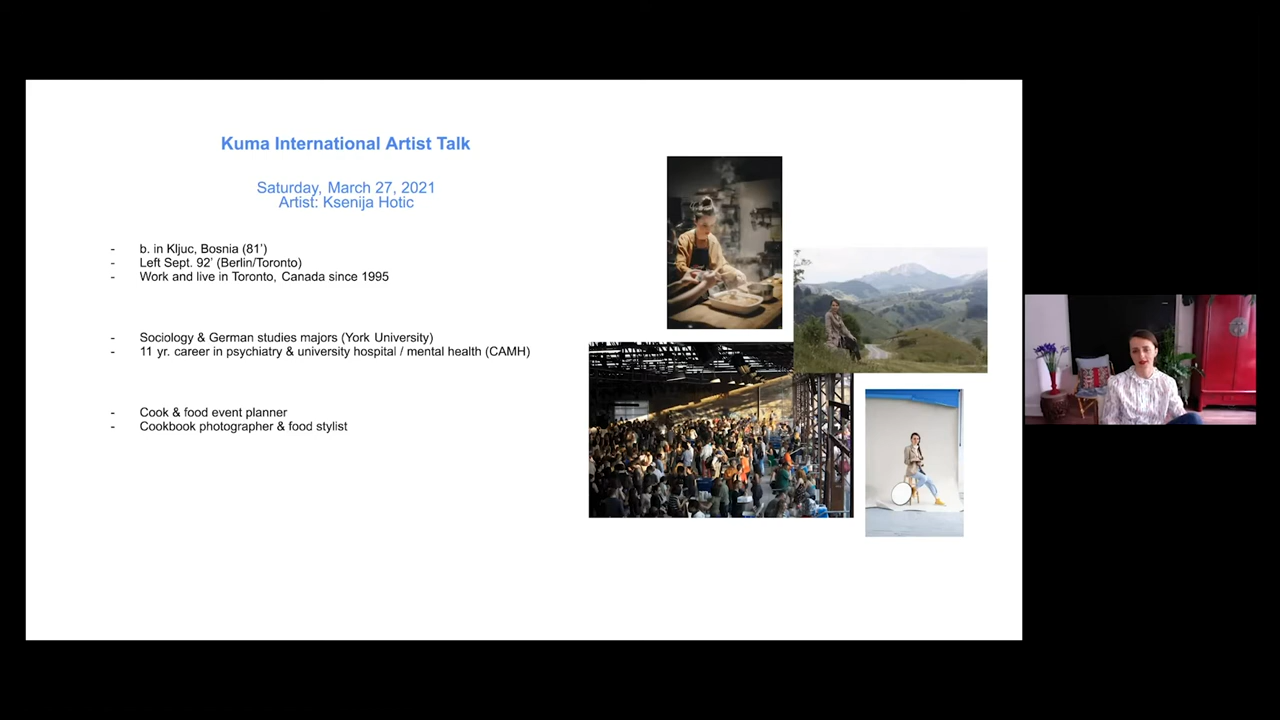 Kuma International Artist Talk
Saturday, March 27, 2021
Artist: Ksenija Hotic
- b. in Kljuc, Bosnia (81')
- Left Sept. 92' (Berlin/Toronto)
- Work and live in Toronto, Canada since 1995
- Sociology & German studies majors (York University)
- 11 yr. career in psychiatry & university hospital / mental health (CAMH)
- Cook & food event planner
- Cookbook photographer & food stylist